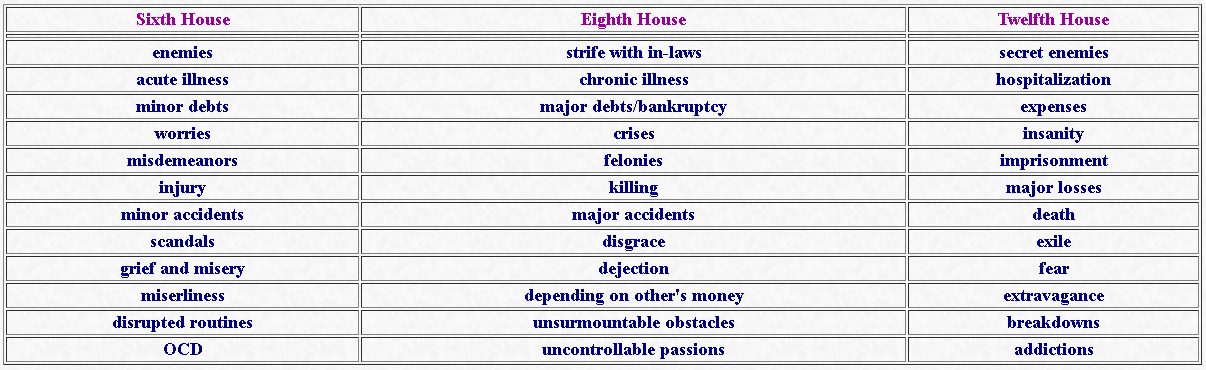 Sixth House Eighth House Twelfth House
enemies strife with in-laws secret enemies
acute illness chronic illness hospitalization
minor debts major debts/bankruptcy expenses
worries crises insanity
misdemeanors felonies imprisonment
injury killing major losses
minor accidents major accidents death
scandals disgrace exile
grief and misery dejection fear
miserliness depending on other's money extravagance
disrupted routines unsurmountable obstacles breakdowns
OCD uncontrollable passions addictions